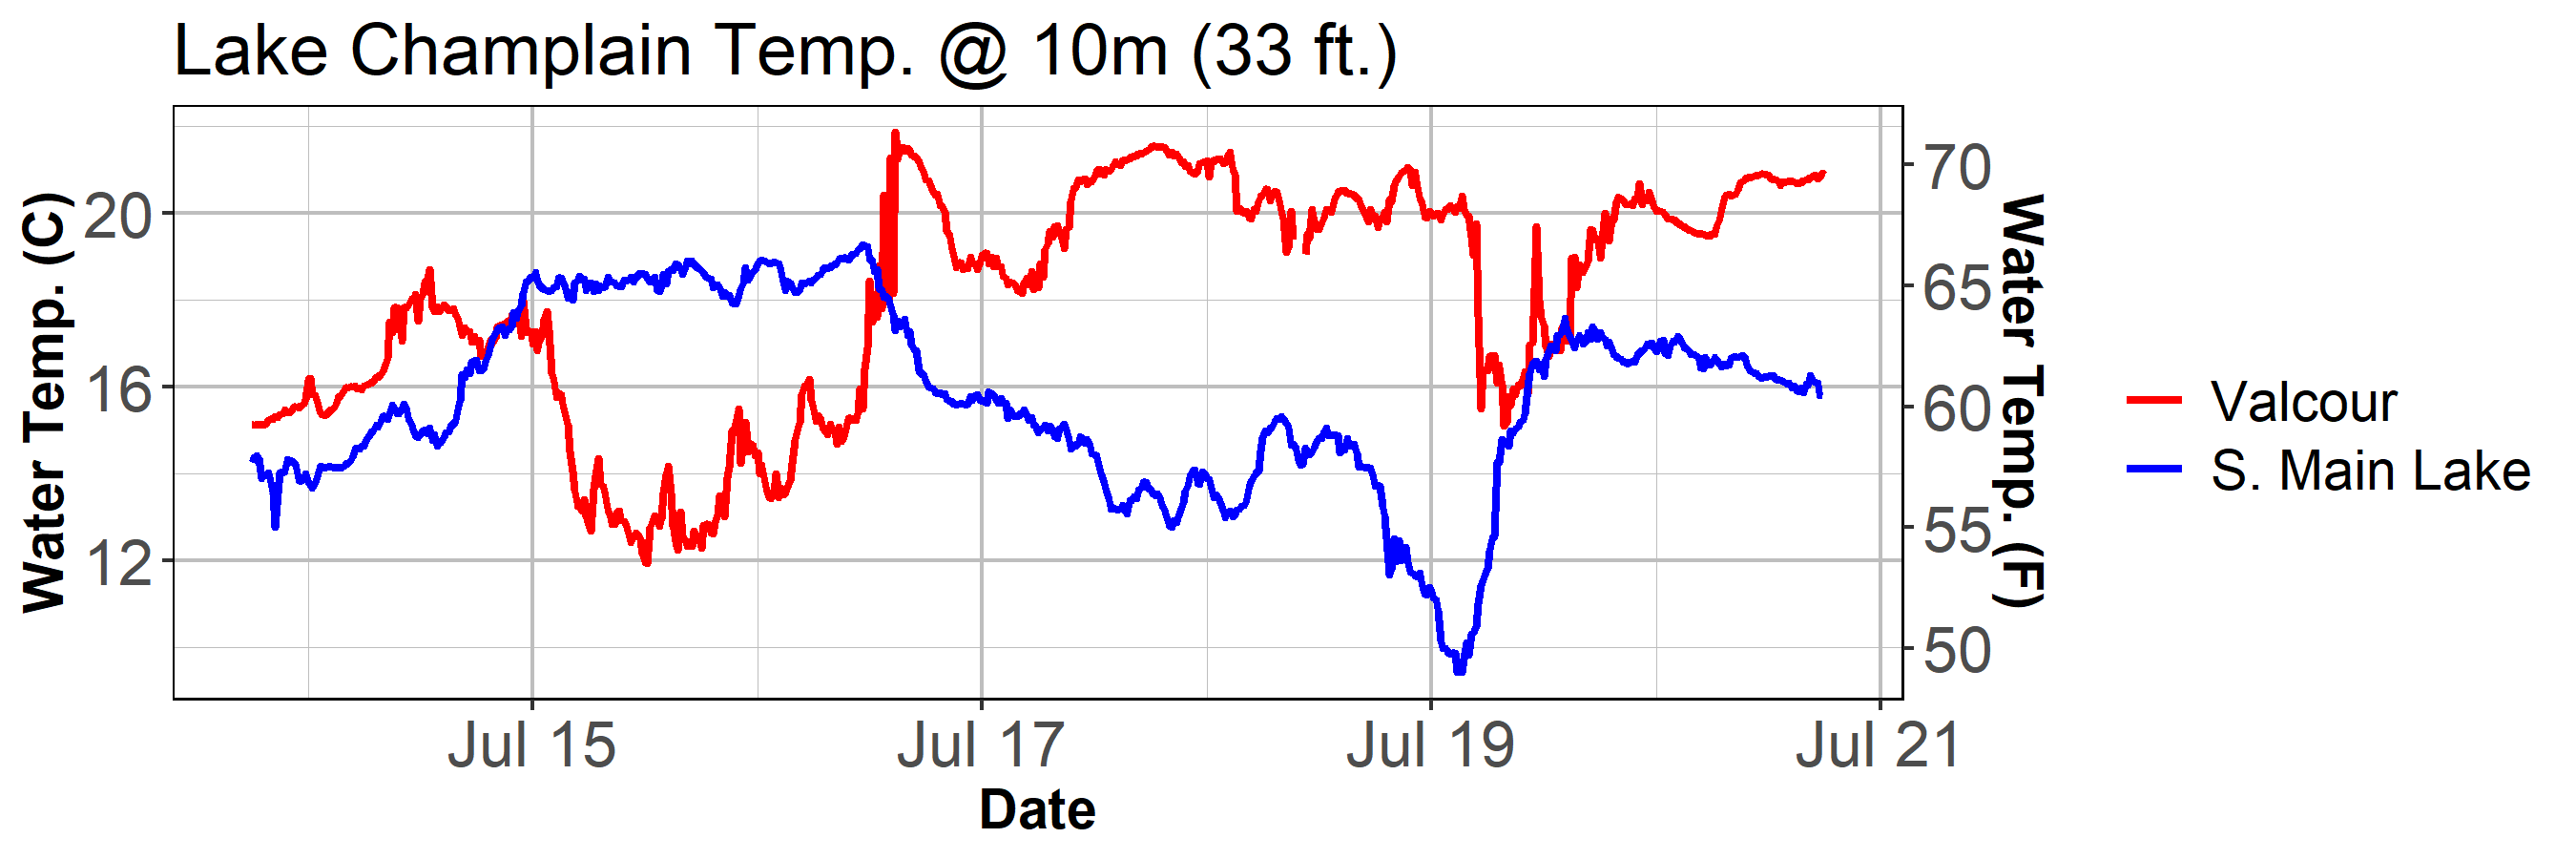 Lake Champlain Temp. @ 10m (33 ft.)
Water Temp. (C)
20
16
12
70
65
60
55
50
Water Temp. (F)
Jul 15 Jul 17 Jul 19 Jul 21
Date
Valcour
S. Main Lake